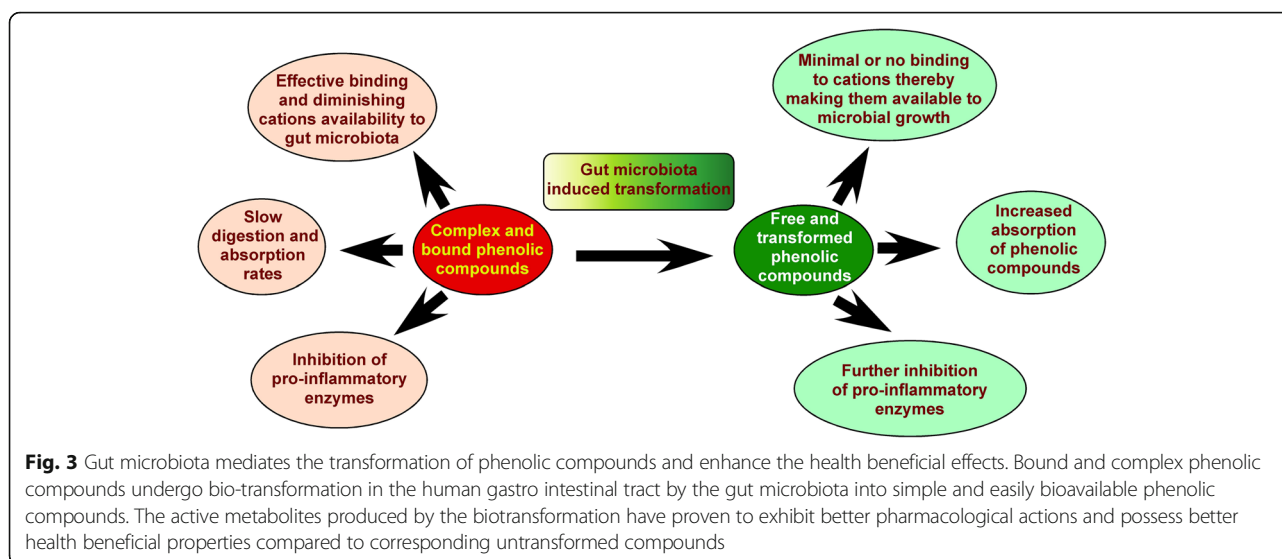 Effective binding
and diminishing
cations availability to
gut microbiota
Slow
digestion and
absorption
rates
Inhibition of
pro-inflammatory
enzymes
Complex and
bound phenolic
compounds
Gut microbiota
induced transformation
Free and
transformed
phenolic
compounds
Minimal or no binding
to cations thereby
making them available to
microbial growth
Increased
absorption
of phenolic
compounds
Further inhibition
of pro-inflammatory
enzymes
Fig. 3 Gut microbiota mediates the transformation of phenolic compounds and enhance the health beneficial effects. Bound and complex phenolic
compounds undergo bio-transformation in the human gastro intestinal tract by the gut microbiota into simple and easily bioavailable phenolic
compounds. The active metabolites produced by the biotransformation have proven to exhibit better pharmacological actions and possess better
health beneficial properties compared to corresponding untransformed compounds